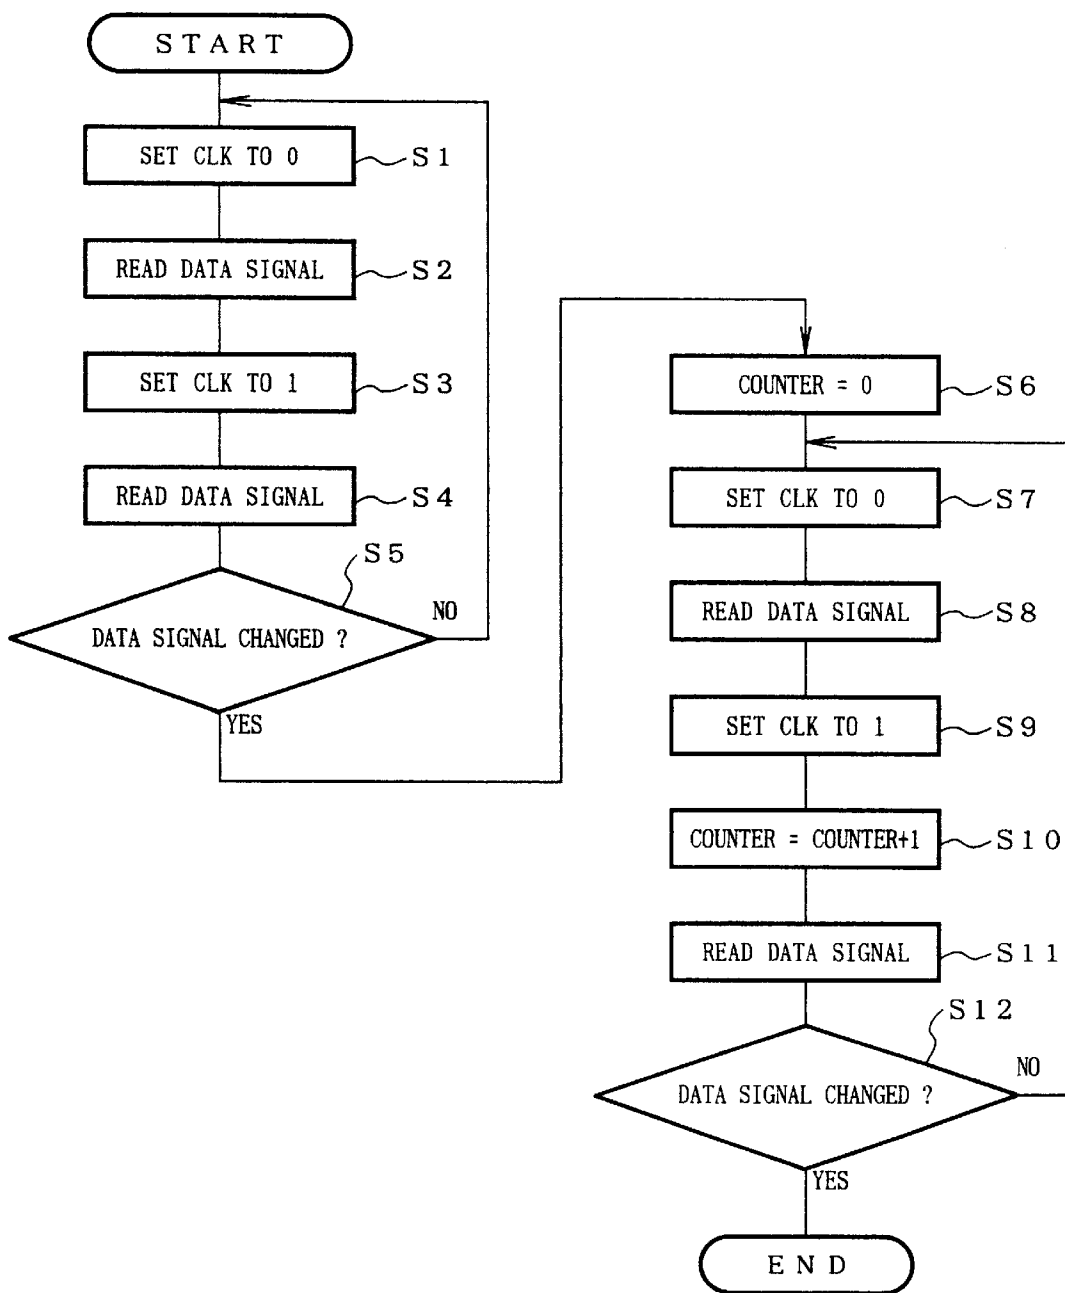 START
SET CLK TO 0
S1
READ DATA SIGNAL
S2
SET CLK TO 1
S3
READ DATA SIGNAL
S4
S5
DATA SIGNAL CHANGED ?
NO
YES
COUNTER = 0
S6
SET CLK TO 0
S7
READ DATA SIGNAL
S8
SET CLK TO 1
S9
COUNTER = COUNTER+1
S10
READ DATA SIGNAL
S11
S12
DATA SIGNAL CHANGED ?
NO
YES
END